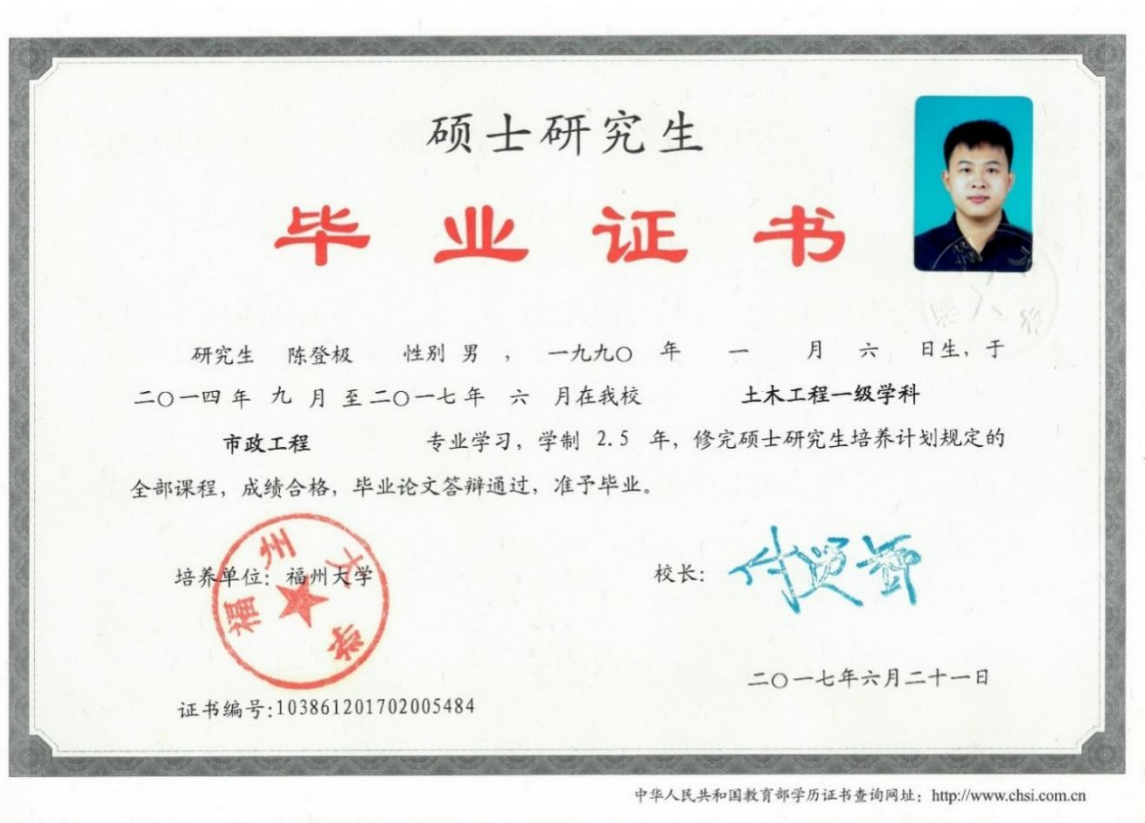 硕士研究生
毕业证书
研究生 陈登极 性别 男 , 一九九〇 年 一 月 六 日生, 于
二〇一四 年 九 月 至 二〇一七 年 六 月在我校 土木工程一级学科
市政工程 专业学习, 学制 2.5 年, 修完硕士研究生培养计划规定的
全部课程, 成绩合格, 毕业论文答辩通过, 准予毕业。
福州大学
培养单位: 福州大学
校长:
二〇一七年六月二十一日
证书编号:103861201702005484
中华人民共和国教育部学历证书查询网址: http://www.chsi.com.cn